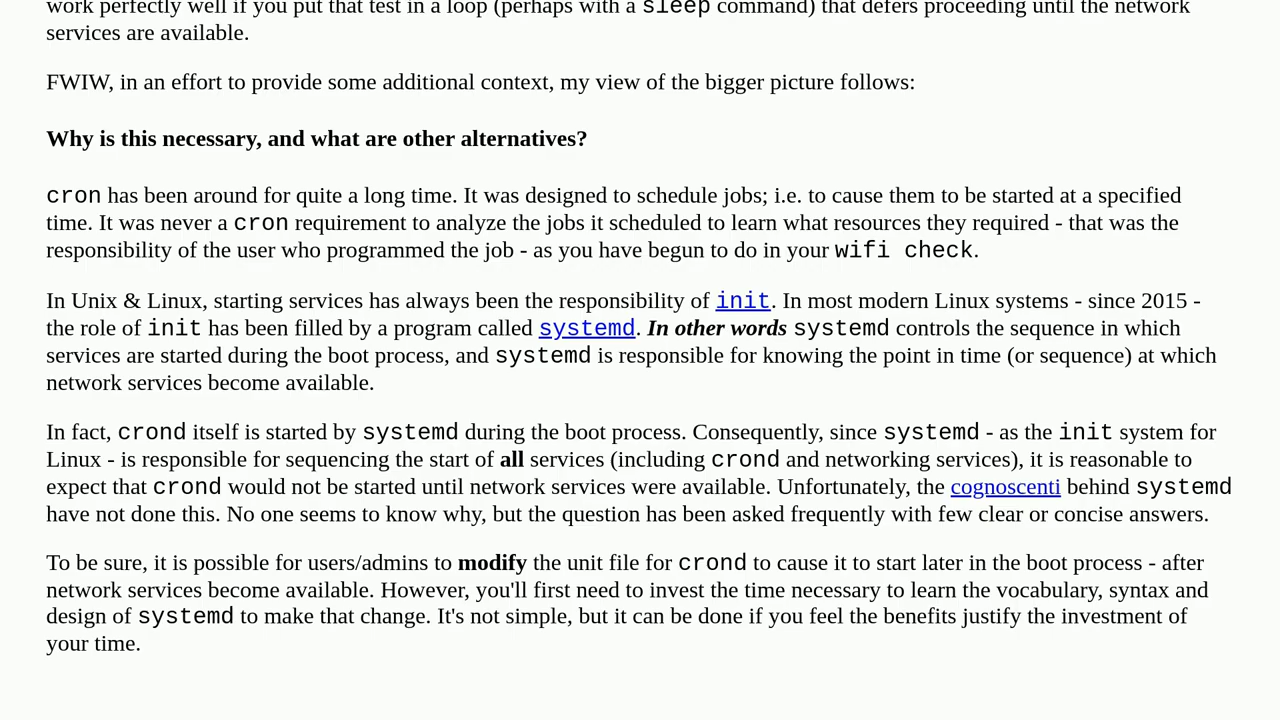 work perfectly well if you put that test in a loop (perhaps with a sleep command) that defers proceeding until the network
services are available.
FWIW, in an effort to provide some additional context, my view of the bigger picture follows:
Why is this necessary, and what are other alternatives?
cron has been around for quite a long time. It was designed to schedule jobs; i.e. to cause them to be started at a specified
time. It was never a cron requirement to analyze the jobs it scheduled to learn what resources they required - that was the
responsibility of the user who programmed the job - as you have begun to do in your wifi check.
In Unix & Linux, starting services has always been the responsibility of init. In most modern Linux systems - since 2015 -
the role of init has been filled by a program called systemd. In other words systemd controls the sequence in which
services are started during the boot process, and systemd is responsible for knowing the point in time (or sequence) at which
network services become available.
In fact, crond itself is started by systemd during the boot process. Consequently, since systemd - as the init system for
Linux - is responsible for sequencing the start of all services (including crond and networking services), it is reasonable to
expect that crond would not be started until network services were available. Unfortunately, the cognoscenti behind systemd
have not done this. No one seems to know why, but the question has been asked frequently with few clear or concise answers.
To be sure, it is possible for users/admins to modify the unit file for crond to cause it to start later in the boot process - after
network services become available. However, you'll first need to invest the time necessary to learn the vocabulary, syntax and
design of systemd to make that change. It's not simple, but it can be done if you feel the benefits justify the investment of
your time.